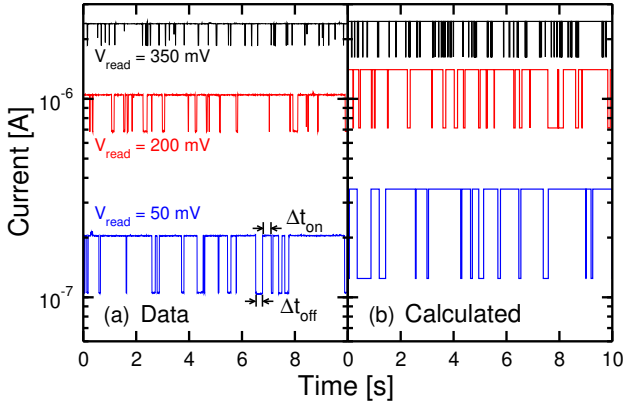 V_read = 350 mV
10^-6
V_read = 200 mV
Current [A]
V_read = 50 mV
Δt_on
10^-7
(a) Data
Δt_off
(b) Calculated
0 2 4 6 8 0 2 4 6 8 10
Time [s]